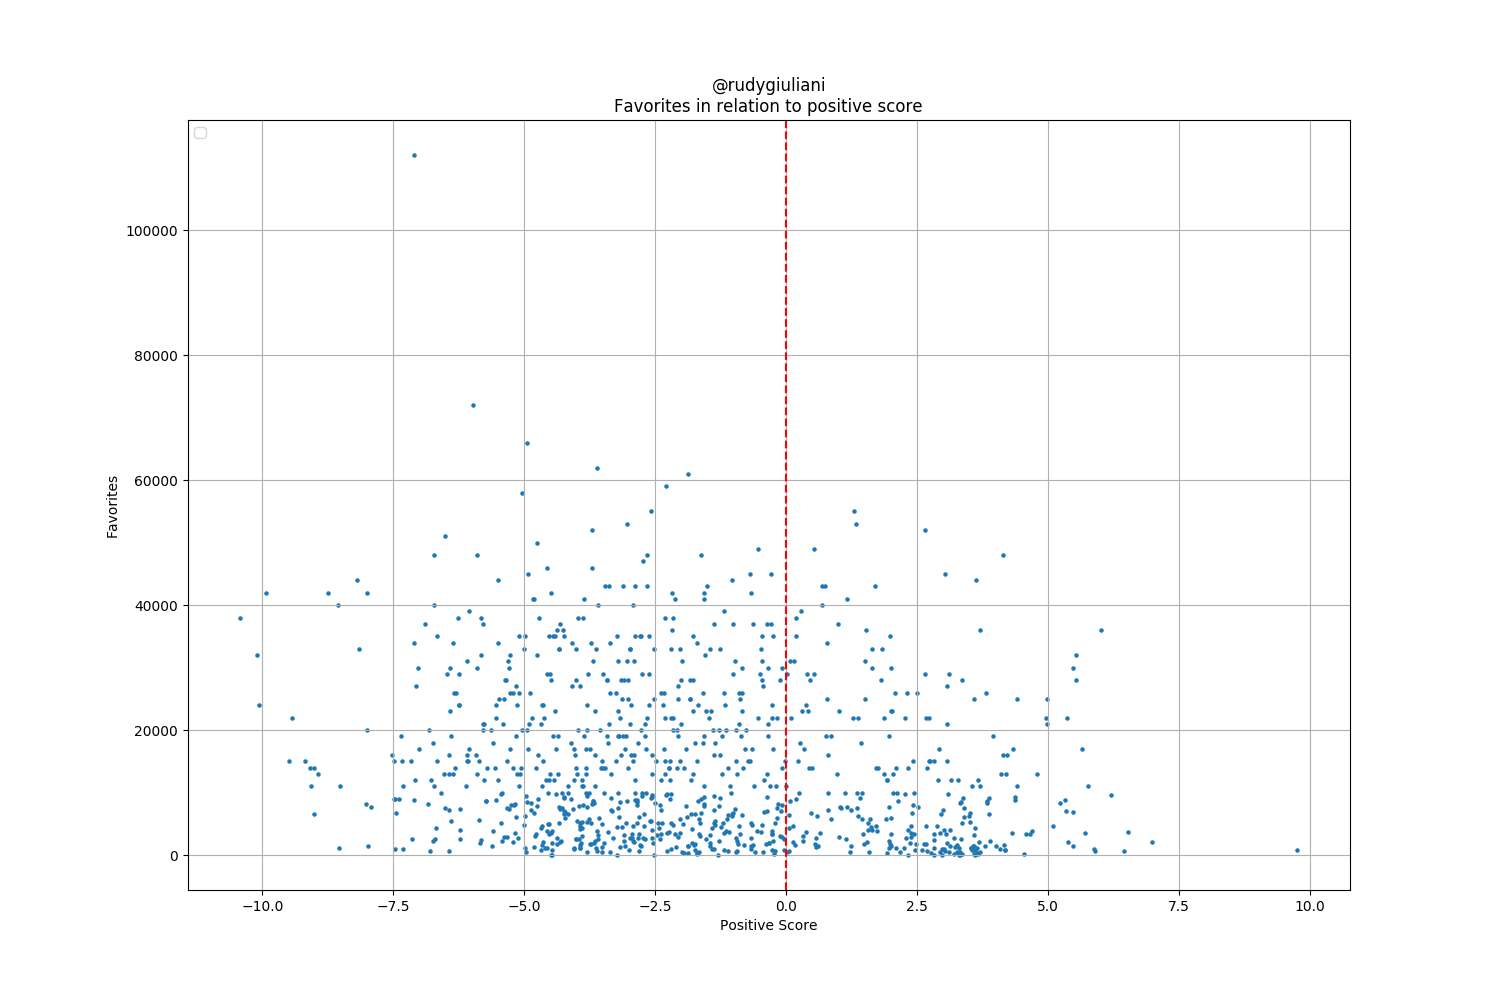 @rudygiuliani
Favorites in relation to positive score
100000
80000
60000
40000
20000
0
Favorites
−10.0 −7.5 −5.0 −2.5 0.0 2.5 5.0 7.5 10.0
Positive Score